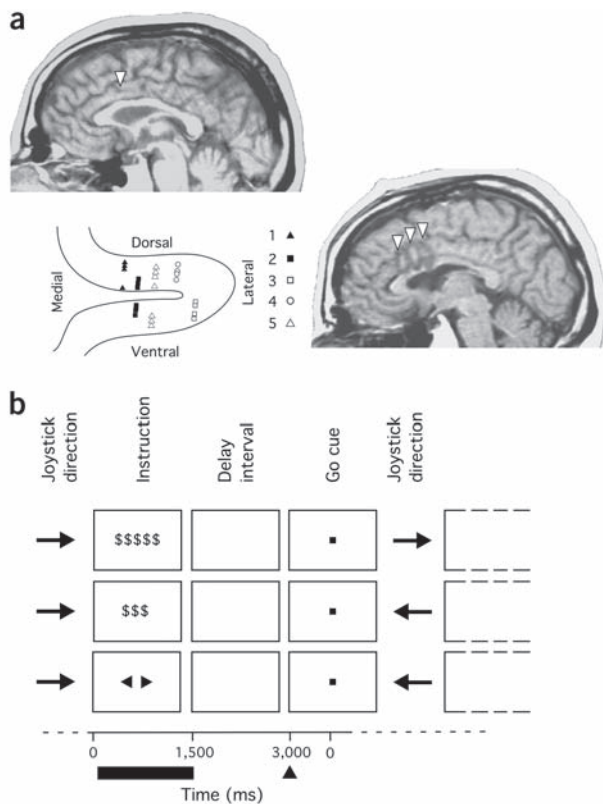 a
Dorsal
Medial
Lateral
Ventral
1 ▲
2 ■
3 □
4 ○
5 △
b
Joystick
direction
Instruction
Delay
interval
Go cue
Joystick
direction
$$$$$
$$$
0 1,500 3,000 0
Time (ms)